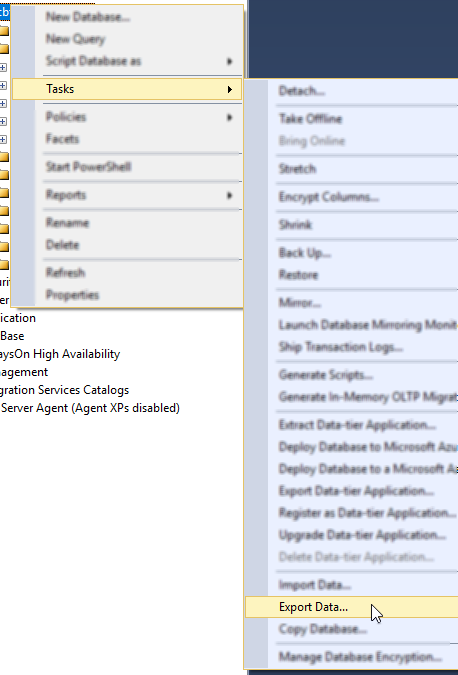 New Database...
New Query
Script Database as
Tasks
Policies
Facets
Start PowerShell
Reports
Rename
Delete
Refresh
Properties
ication
Base
aysOn High Availability
nagement
gration Services Catalogs
Server Agent (Agent XPs disabled)
Detach...
Take Offline
Bring Online
Stretch
Encrypt Columns...
Shrink
Back Up...
Restore
Mirror...
Launch Database Mirroring Monit
Ship Transaction Logs...
Generate Scripts...
Generate In-Memory OLTP Migrat
Extract Data-tier Application...
Deploy Database to Microsoft Azu
Deploy Database to a Microsoft Az
Export Data-tier Application...
Register as Data-tier Application...
Upgrade Data-tier Application...
Delete Data-tier Application...
Import Data...
Export Data...
Copy Database...
Manage Database Encryption...